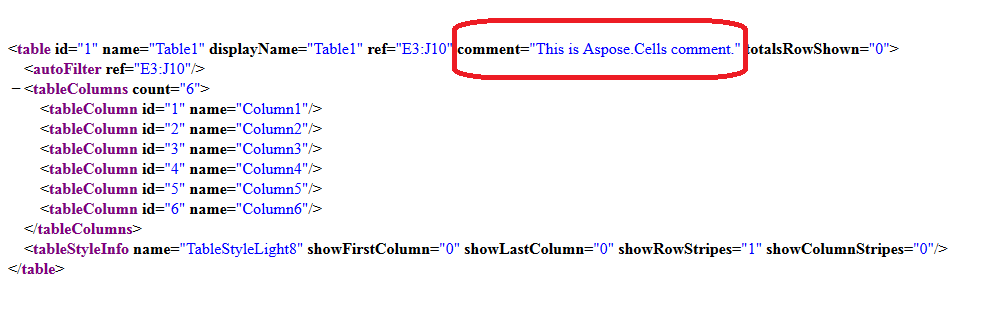 <table id="1" name="Table1" displayName="Table1" ref="E3:J10" comment="This is Aspose.Cells comment." totalsRowShown="0">
<autoFilter ref="E3:J10"/>
− <tableColumns count="6">
<tableColumn id="1" name="Column1"/>
<tableColumn id="2" name="Column2"/>
<tableColumn id="3" name="Column3"/>
<tableColumn id="4" name="Column4"/>
<tableColumn id="5" name="Column5"/>
<tableColumn id="6" name="Column6"/>
</tableColumns>
<tableStyleInfo name="TableStyleLight8" showFirstColumn="0" showLastColumn="0" showRowStripes="1" showColumnStripes="0"/>
</table>